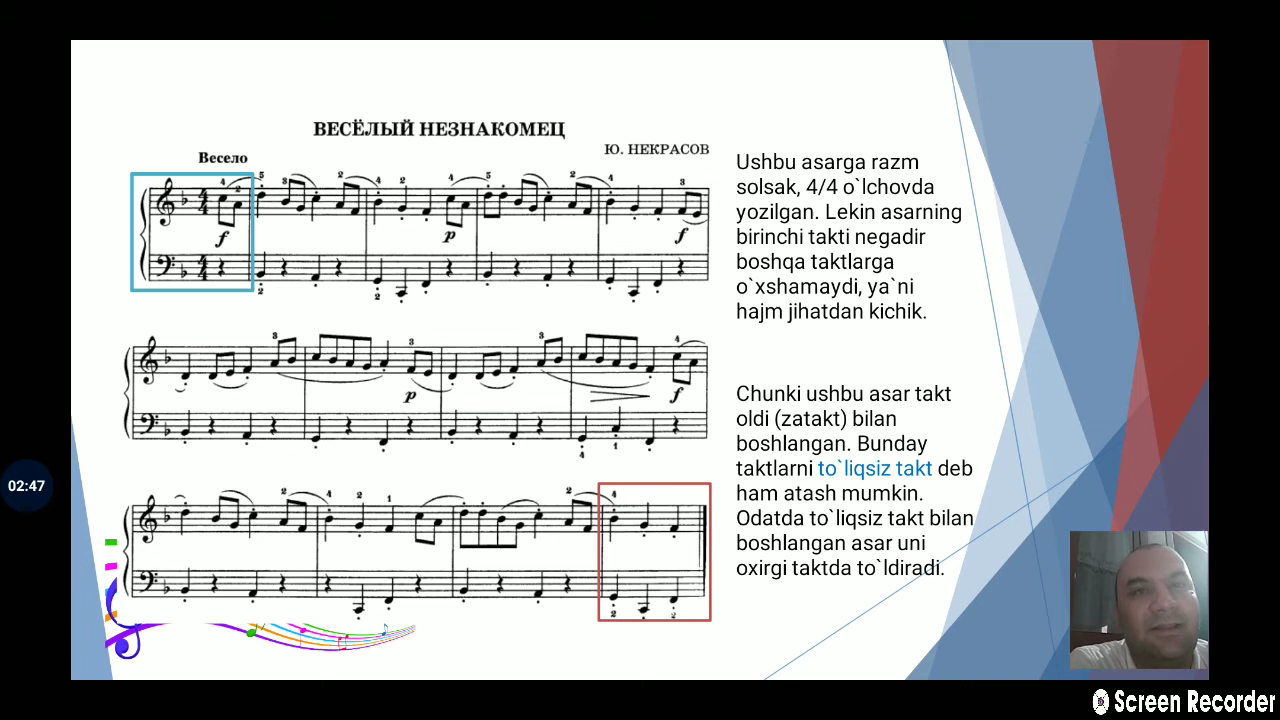 ВЕСЁЛЫЙ НЕЗНАКОМЕЦ
Ю. НЕКРАСОВ
Весело
Ushbu asarga razm
solsak, 4/4 o`lchovda
yozilgan. Lekin asarning
birinchi takti negadir
boshqa taktlarga
o`xshamaydi, ya`ni
hajm jihatdan kichik.
Chunki ushbu asar takt
oldi (zatakt) bilan
boshlangan. Bunday
taktlarni to`liqsiz takt deb
ham atash mumkin.
Odatda to`liqsiz takt bilan
boshlangan asar uni
oxirgi taktda to`ldiradi.
02:47
Screen Recorder